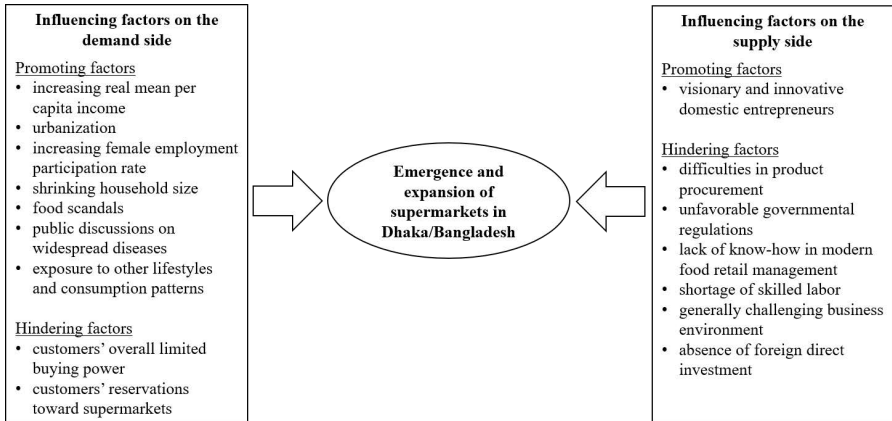 Influencing factors on the
demand side
Promoting factors
• increasing real mean per
capita income
• urbanization
• increasing female employment
participation rate
• shrinking household size
• food scandals
• public discussions on
widespread diseases
• exposure to other lifestyles
and consumption patterns
Hindering factors
• customers’ overall limited
buying power
• customers’ reservations
toward supermarkets
Emergence and
expansion of
supermarkets in
Dhaka/Bangladesh
Influencing factors on the
supply side
Promoting factors
• visionary and innovative
domestic entrepreneurs
Hindering factors
• difficulties in product
procurement
• unfavorable governmental
regulations
• lack of know-how in modern
food retail management
• shortage of skilled labor
• generally challenging business
environment
• absence of foreign direct
investment